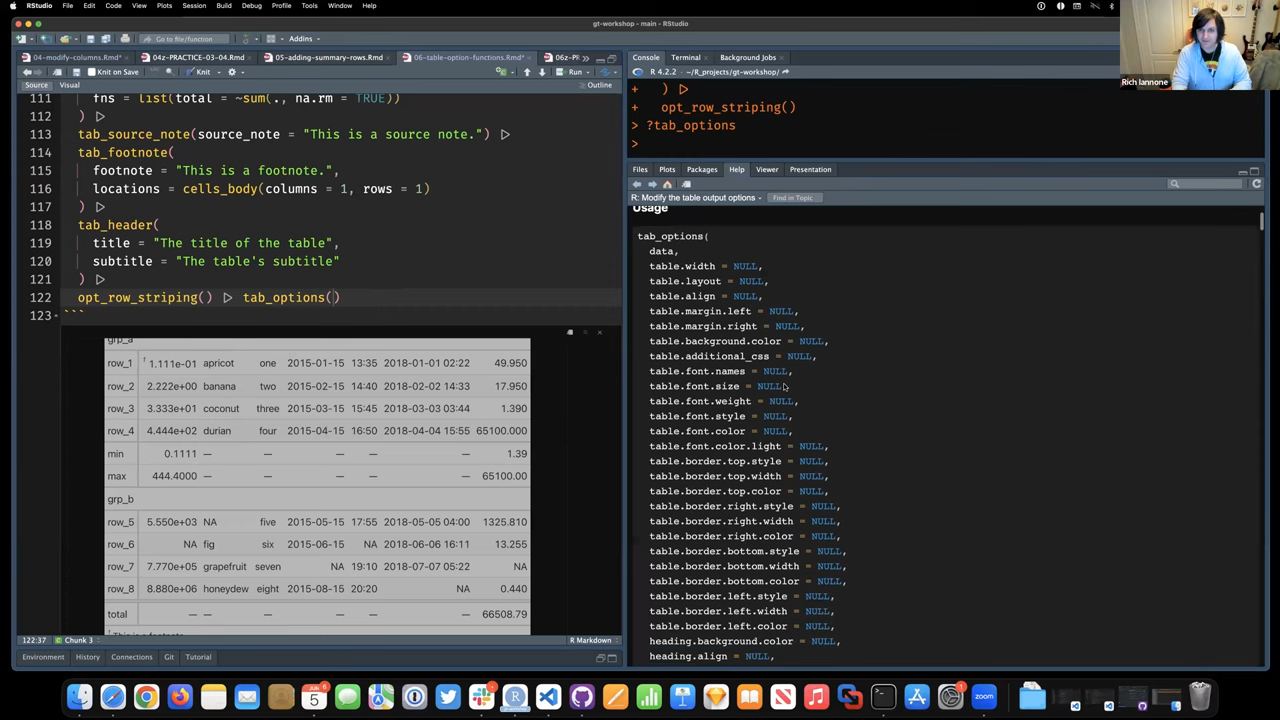 RStudio File Edit Code View Plots Session Build Debug Profile Tools Window Help
gt-workshop - main - RStudio
Go to file/function Addins
04-modify-columns.Rmd* 04z-PRACTICE-03-04.Rmd 05-adding-summary-rows.Rmd 06-table-option-functions.Rmd*
Knit on Save Knit Run
Source Visual Outline
111 fns = list(total = ~sum(., na.rm = TRUE))
112 ) ▷
113 tab_source_note(source_note = "This is a source note.") ▷
114 tab_footnote(
115 footnote = "This is a footnote.",
116 locations = cells_body(columns = 1, rows = 1)
117 ) ▷
118 tab_header(
119 title = "The title of the table",
120 subtitle = "The table's subtitle"
121 ) ▷
122 opt_row_striping() ▷ tab_options()
123 ```
grp_a
row_1 † 1.111e-01 apricot one 2015-01-15 13:35 2018-01-01 02:22 49.950
row_2 2.222e+00 banana two 2015-02-15 14:40 2018-02-02 14:33 17.950
row_3 3.333e+01 coconut three 2015-03-15 15:45 2018-03-03 03:44 1.390
row_4 4.444e+02 durian four 2015-04-15 16:50 2018-04-04 15:55 65100.000
min 0.1111 — — — — — 1.39
max 444.4000 — — — — — 65100.00
grp_b
row_5 5.550e+03 NA five 2015-05-15 17:55 2018-05-05 04:00 1325.810
row_6 NA fig six 2015-06-15 NA 2018-06-06 16:11 13.255
row_7 7.770e+05 grapefruit seven NA 19:10 2018-07-07 05:22 NA
row_8 8.880e+06 honeydew eight 2015-08-15 20:20 NA 0.440
total — — — — — — 66508.79
† This is a footnote.
122:37 Chunk 3 R Markdown
Environment History Connections Git Tutorial
Console Terminal Background Jobs
R 4.2.2 · ~/R_projects/gt-workshop/
+ ) ▷
+ opt_row_striping()
> ?tab_options
>
Files Plots Packages Help Viewer Presentation
R: Modify the table output options Find in Topic
Usage
tab_options(
data,
table.width = NULL,
table.layout = NULL,
table.align = NULL,
table.margin.left = NULL,
table.margin.right = NULL,
table.background.color = NULL,
table.additional_css = NULL,
table.font.names = NULL,
table.font.size = NULL,
table.font.weight = NULL,
table.font.style = NULL,
table.font.color = NULL,
table.font.color.light = NULL,
table.border.top.style = NULL,
table.border.top.width = NULL,
table.border.top.color = NULL,
table.border.right.style = NULL,
table.border.right.width = NULL,
table.border.right.color = NULL,
table.border.bottom.style = NULL,
table.border.bottom.width = NULL,
table.border.bottom.color = NULL,
table.border.left.style = NULL,
table.border.left.width = NULL,
table.border.left.color = NULL,
heading.background.color = NULL,
heading.align = NULL,
Rich Iannone
5
zoom